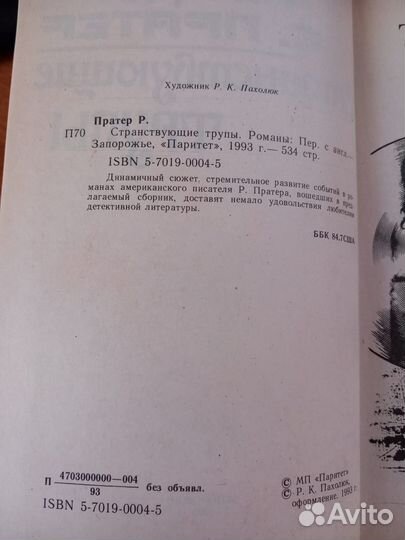 Художник Р. К. Пахолюк
Пратер Р.
П70 Странствующие трупы. Романы: Пер. с англ.—
Запорожье, «Паритет», 1993 г.— 534 стр.
ISBN 5-7019-0004-5
Динамичный сюжет, стремительное развитие событий в ро-
манах американского писателя Р. Пратера, вошедших в пред-
лагаемый сборник, доставят немало удовольствия любителям
детективной литературы.
ББК 84.7США
П 4703000000—004 без объявл.
93
ISBN 5-7019-0004-5
© МП «Паритет»
© Р. К. Пахолюк,
оформление, 1993 г.
Avito